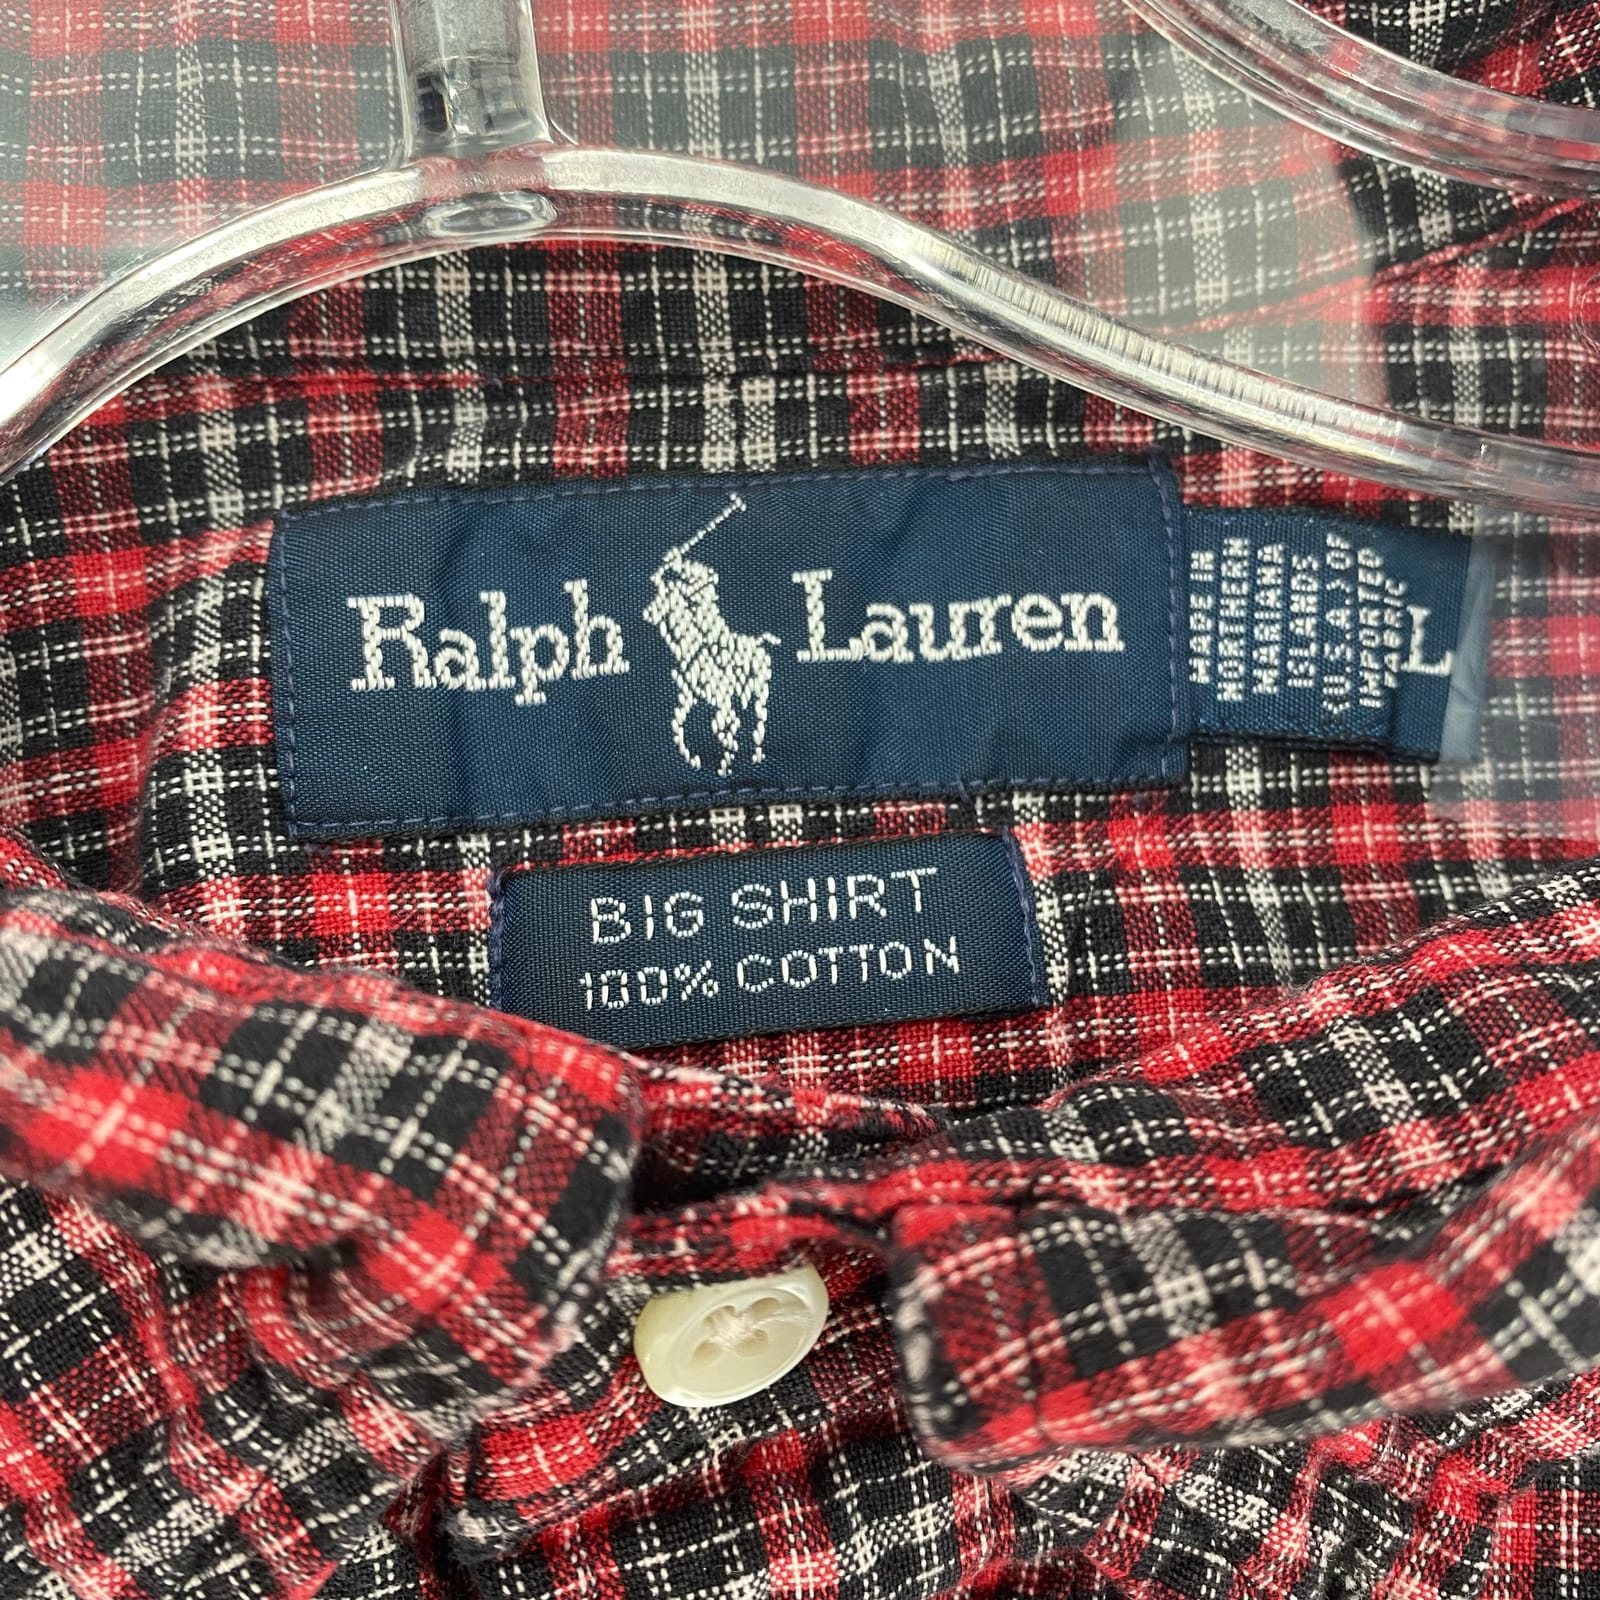 Ralph Lauren
MADE IN
NORTHERN
MARIANA
ISLANDS
(U.S.A.) OF
IMPORTED
FABRIC
L
BIG SHIRT
100% COTTON